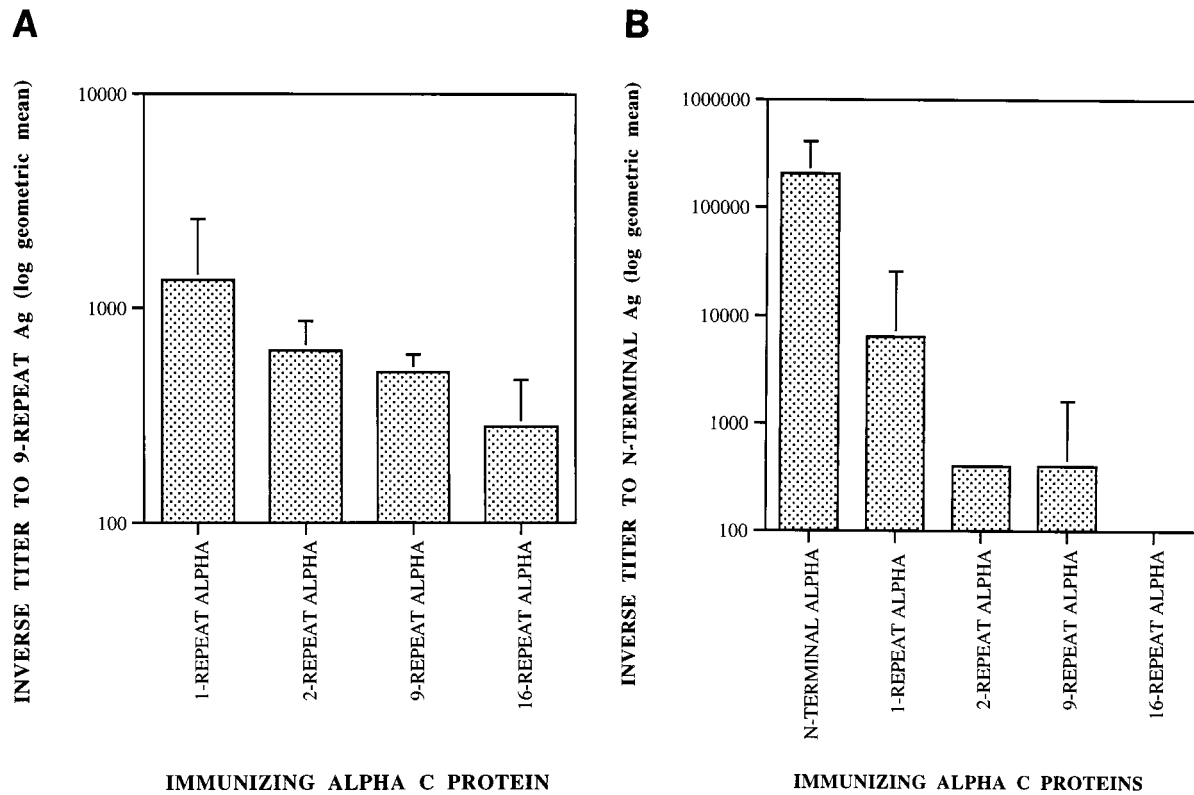 A
INVERSE TITER TO 9-REPEAT Ag (log geometric mean)
10000
1000
100
1-REPEAT ALPHA
2-REPEAT ALPHA
9-REPEAT ALPHA
16-REPEAT ALPHA
IMMUNIZING ALPHA C PROTEIN
B
INVERSE TITER TO N-TERMINAL Ag (log geometric mean)
1000000
100000
10000
1000
100
N-TERMINAL ALPHA
1-REPEAT ALPHA
2-REPEAT ALPHA
9-REPEAT ALPHA
16-REPEAT ALPHA
IMMUNIZING ALPHA C PROTEINS